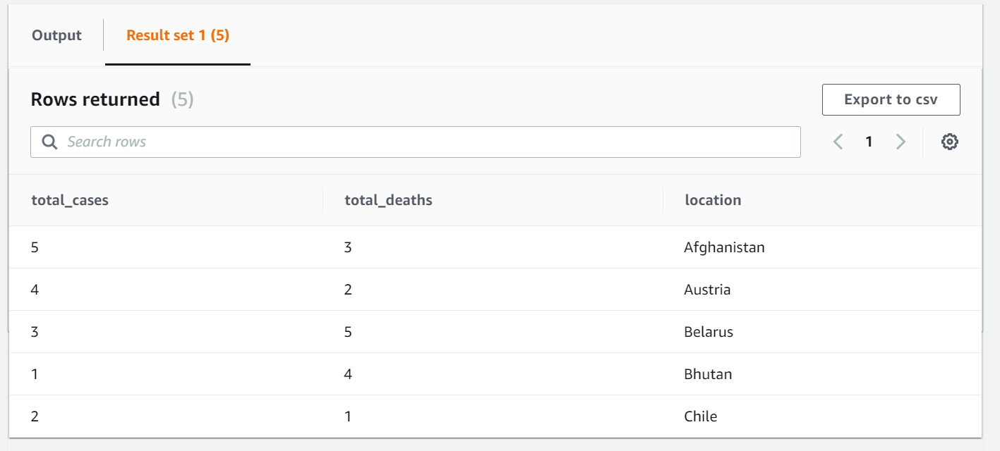 Output Result set 1 (5)
Rows returned (5) Export to csv
Search rows 1
total_cases total_deaths location
5 3 Afghanistan
4 2 Austria
3 5 Belarus
1 4 Bhutan
2 1 Chile